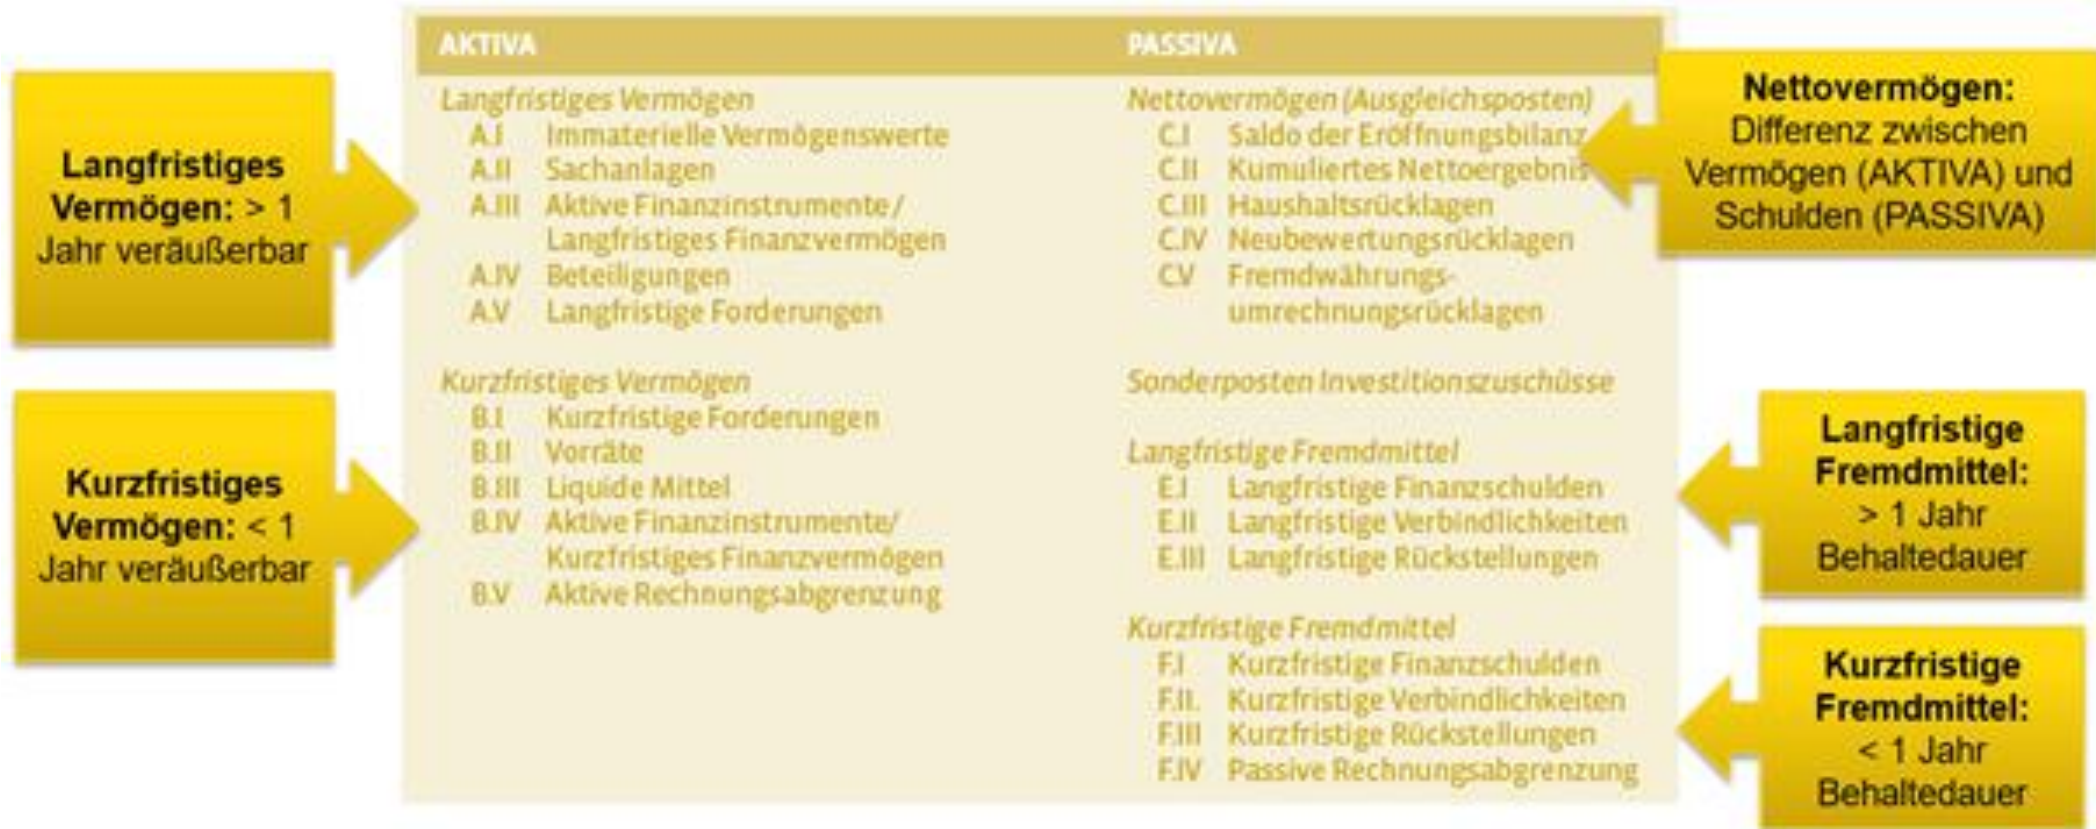 AKTIVA
Langfristiges Vermögen
A.I Immaterielle Vermögenswerte
A.II Sachanlagen
A.III Aktive Finanzinstrumente/
Langfristiges Finanzvermögen
A.IV Beteiligungen
A.V Langfristige Forderungen
Kurzfristiges Vermögen
B.I Kurzfristige Forderungen
B.II Vorräte
B.III Liquide Mittel
B.IV Aktive Finanzinstrumente/
Kurzfristiges Finanzvermögen
B.V Aktive Rechnungsabgrenzung
PASSIVA
Nettovermögen (Ausgleichsposten)
C.I Saldo der Eröffnungsbilanz
C.II Kumuliertes Nettoergebnis
C.III Haushaltsrücklagen
C.IV Neubewertungsrücklagen
C.V Fremdwährungs-
umrechnungsrücklagen
Sonderposten Investitionszuschüsse
Langfristige Fremdmittel
E.I Langfristige Finanzschulden
E.II Langfristige Verbindlichkeiten
E.III Langfristige Rückstellungen
Kurzfristige Fremdmittel
F.I Kurzfristige Finanzschulden
F.II. Kurzfristige Verbindlichkeiten
F.III Kurzfristige Rückstellungen
F.IV Passive Rechnungsabgrenzung
Langfristiges
Vermögen: > 1
Jahr veräußerbar
Kurzfristiges
Vermögen: < 1
Jahr veräußerbar
Nettovermögen:
Differenz zwischen
Vermögen (AKTIVA) und
Schulden (PASSIVA)
Langfristige
Fremdmittel:
> 1 Jahr
Behaltedauer
Kurzfristige
Fremdmittel:
< 1 Jahr
Behaltedauer